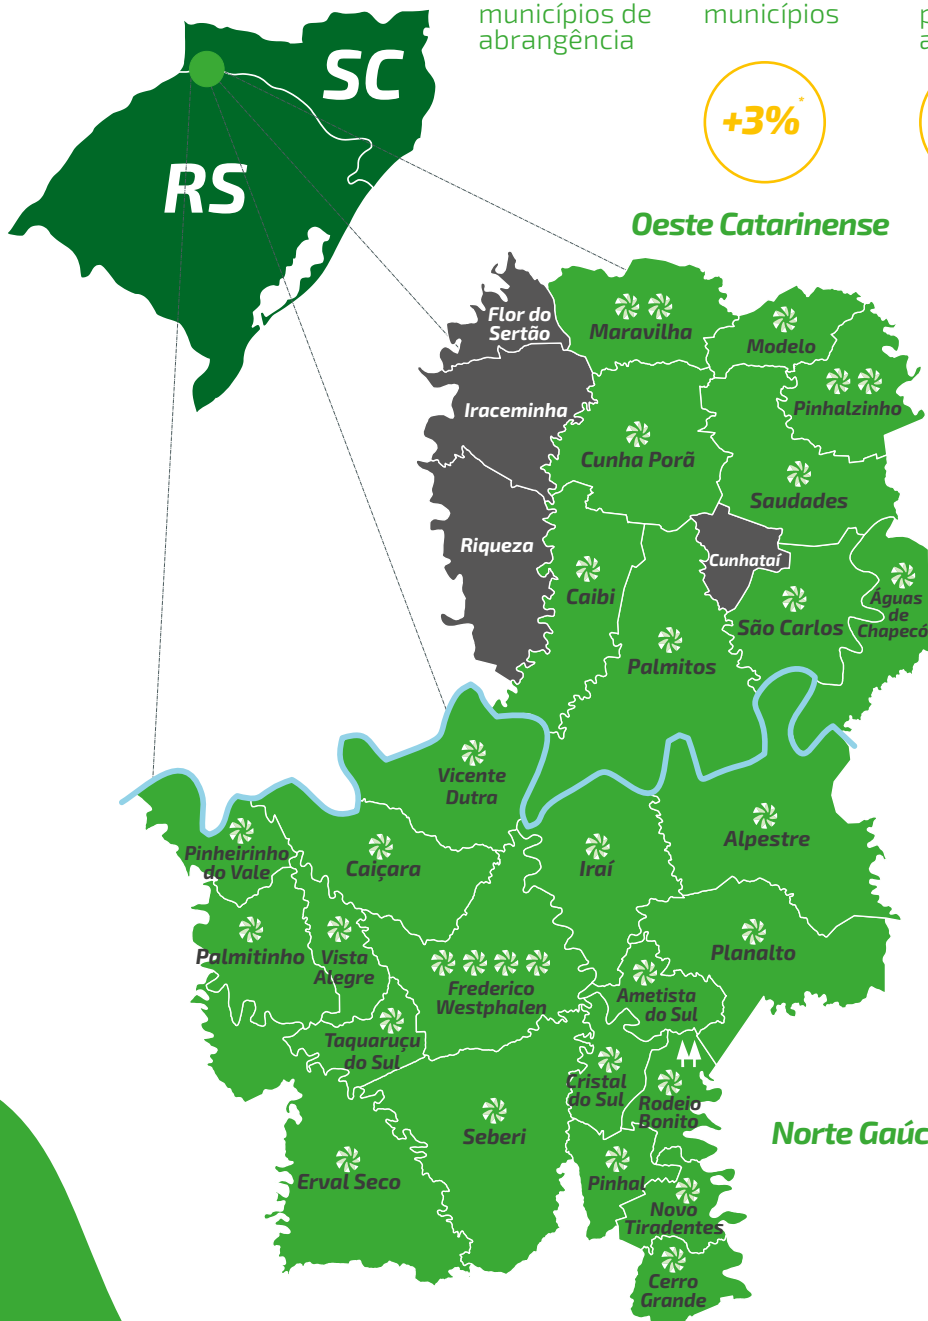 municípios de
abrangência
municípios
p
a
SC
+3%*
RS
Oeste Catarinense
Flor do
Sertão
Maravilha
Modelo
Iraceminha
Pinhalzinho
Cunha Porã
Saudades
Riqueza
Cunhataí
Caibi
Águas
de
Chapecó
São Carlos
Palmitos
Vicente
Dutra
Alpestre
Pinheirinho
do Vale
Caiçara
Iraí
Palmitinho
Vista
Alegre
Planalto
Frederico
Westphalen
Ametista
do Sul
Taquaruçu
do Sul
Cristal
do Sul
Rodeio
Bonito
Seberi
Norte Gaúc
Erval Seco
Pinhal
Novo
Tiradentes
Cerro
Grande